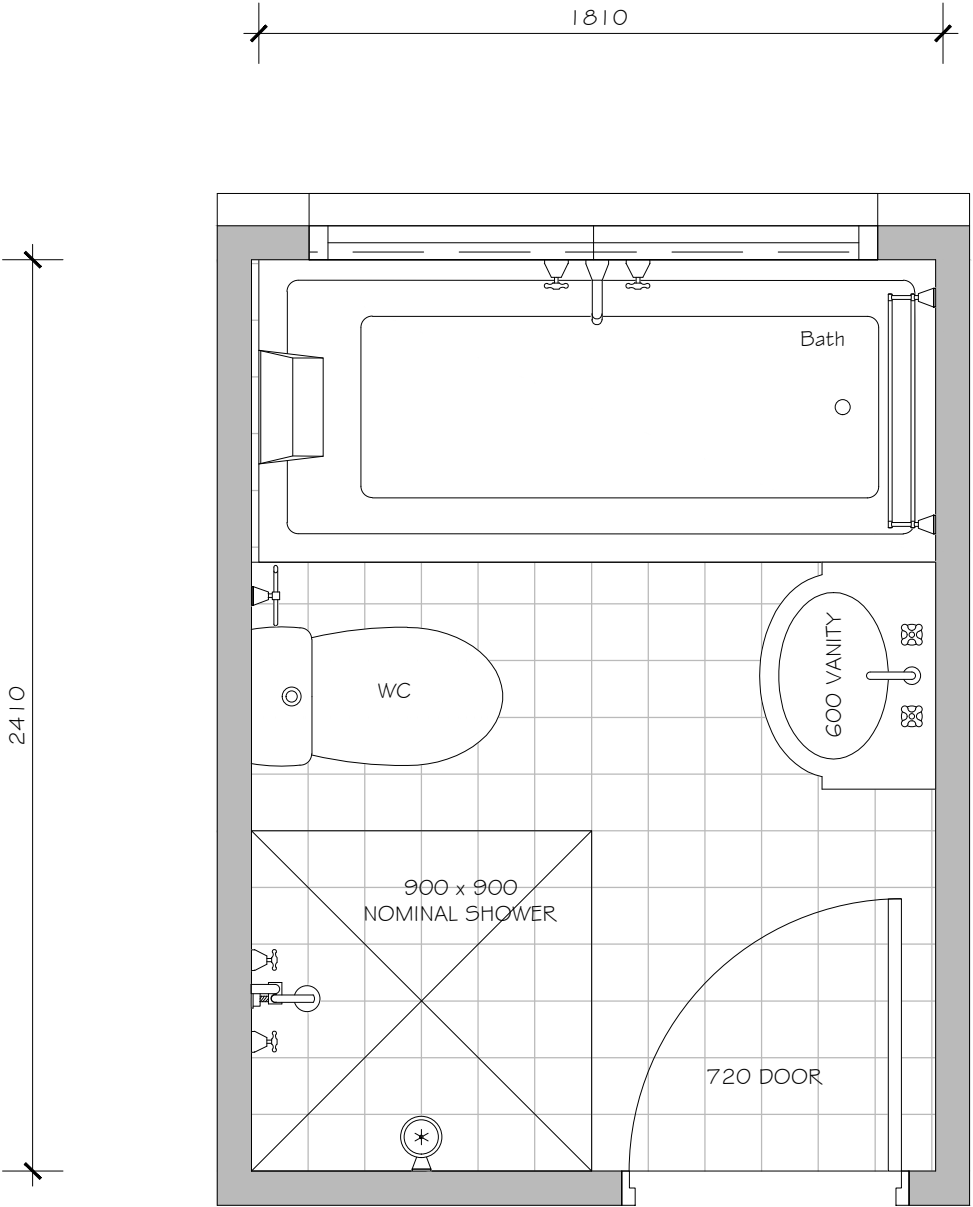 1810
Bath
2410
WC
600 VANITY
900 x 900
NOMINAL SHOWER
720 DOOR